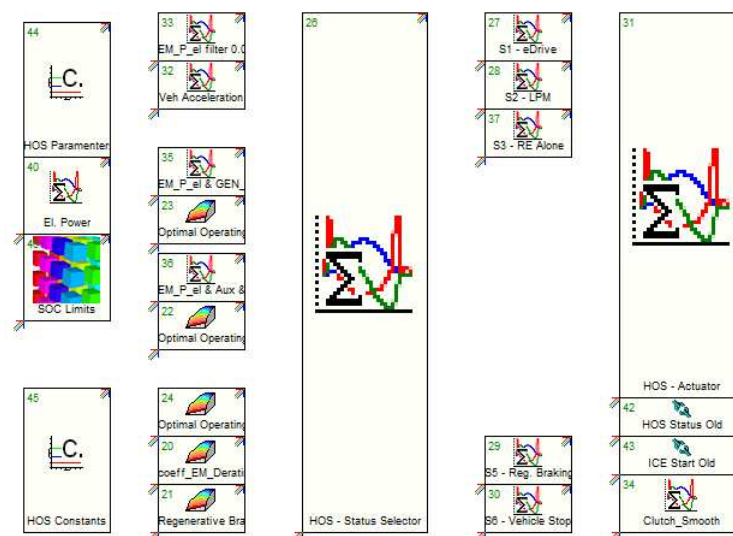 44
C.
HOS Paramenter
40
El. Power
SOC Limits
45
C.
HOS Constants
33
EM_P_el filter 0.0
32
Veh Acceleration
35
EM_P_el & GEN_
23
Optimal Operating
36
EM_P_el & Aux &
22
Optimal Operating
24
Optimal Operating
20
coeff_EM_Derati
21
Regenerative Bra
26
HOS - Status Selector
27
S1 - eDrive
28
S2 - LPM
37
S3 - RE Alone
29
S5 - Reg. Braking
30
S6 - Vehicle Stop
31
HOS - Actuator
42
HOS Status Old
43
ICE Start Old
34
Clutch_Smooth